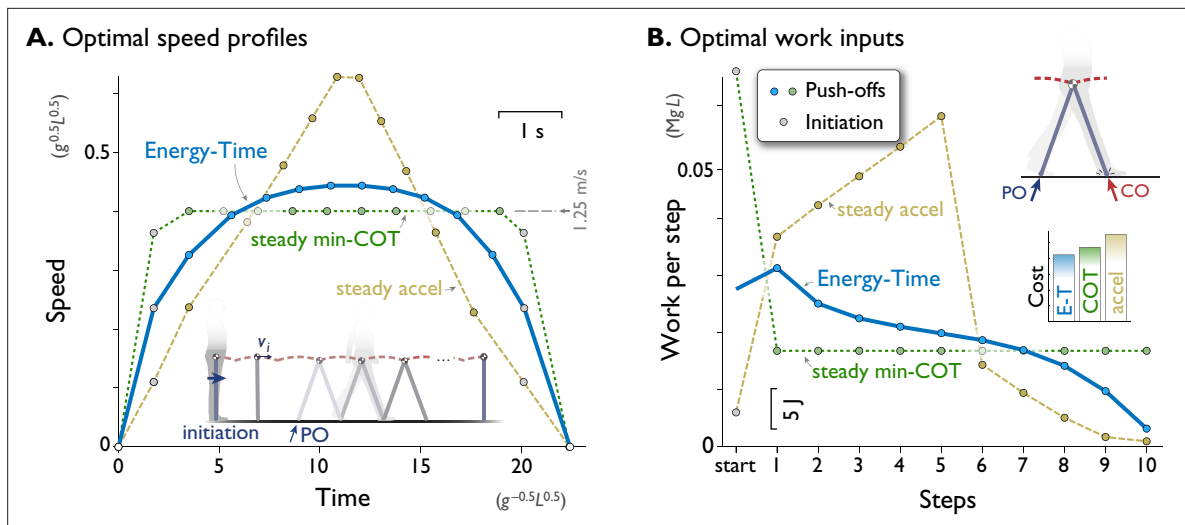 A. Optimal speed profiles
(g^0.5 L^0.5)
0.5
0
Speed
Energy-Time
steady min-COT
steady accel
1 s
1.25 m/s
v_i
...
initiation
PO
0
5
10
15
20
Time
(g^−0.5 L^0.5)
B. Optimal work inputs
(MgL)
0.05
0
Work per step
Push-offs
Initiation
steady accel
Energy-Time
steady min-COT
5 J
PO
CO
Cost
E-T
COT
accel
start
1
2
3
4
5
6
7
8
9
10
Steps